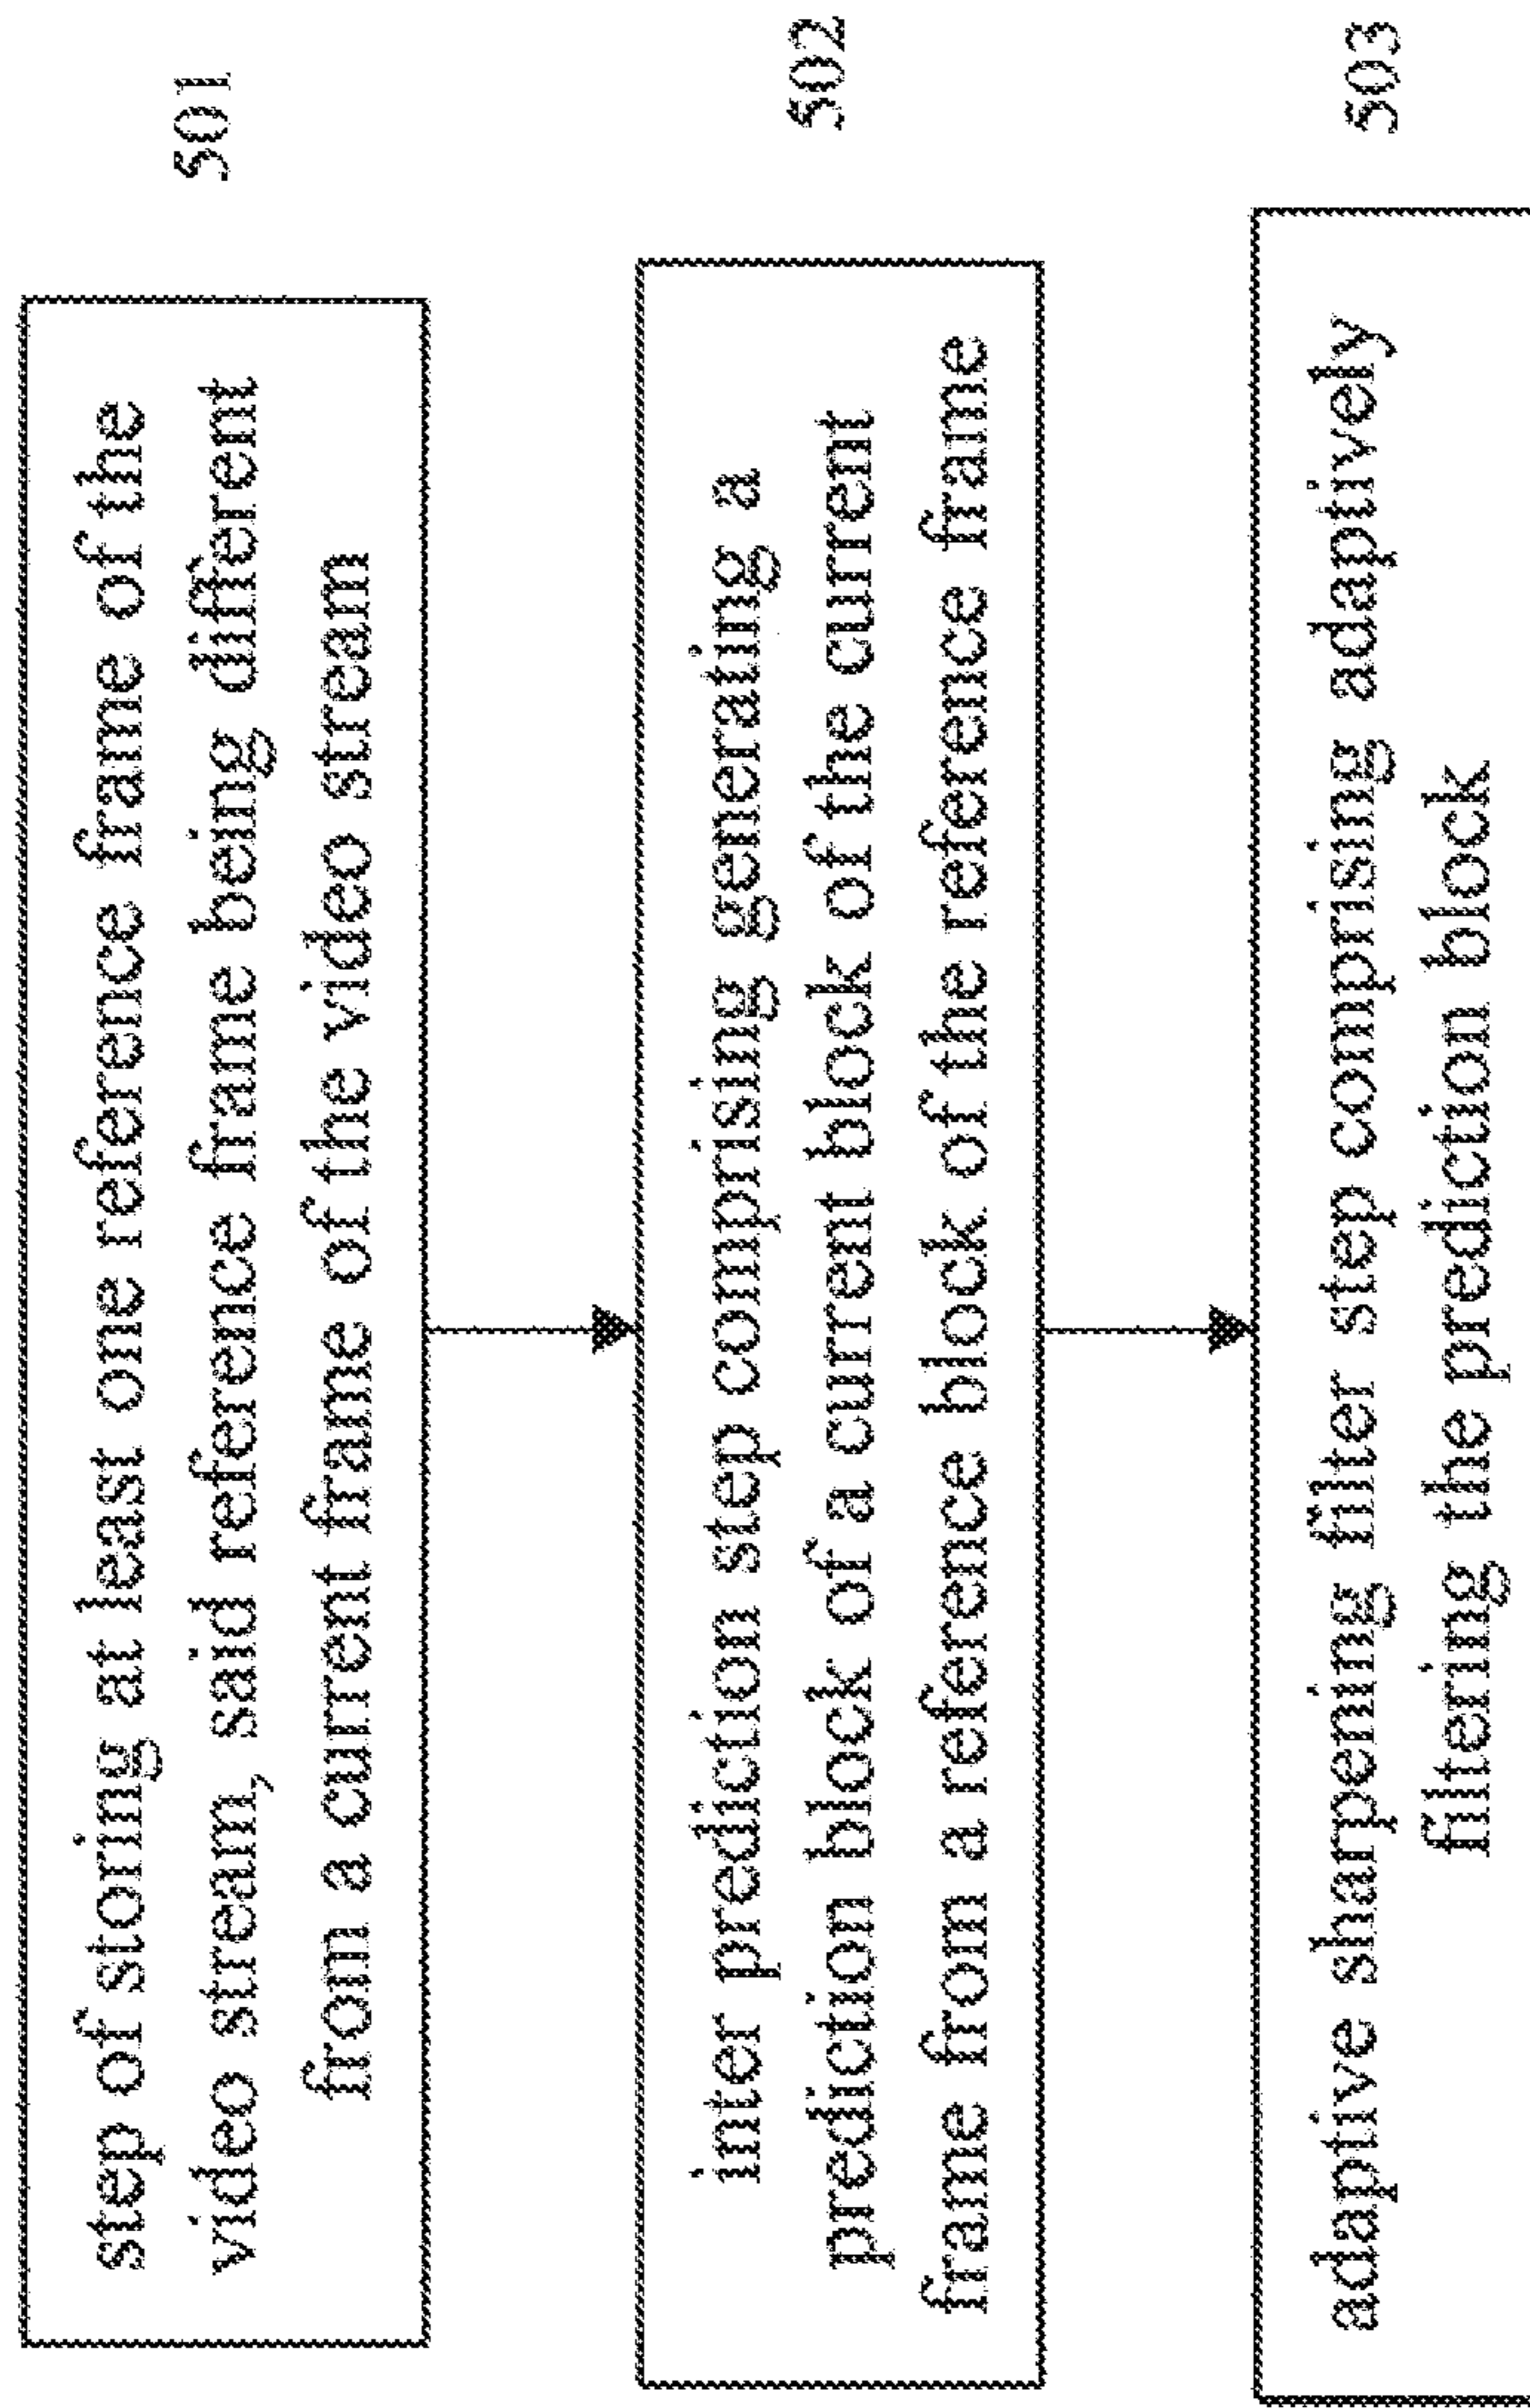 step of storing at least one reference frame of the
video stream, said reference frame being different
from a current frame of the video stream
501
inter prediction step comprising generating a
prediction block of a current block of the current
frame from a reference block of the reference frame
502
adaptive sharpening filter step comprising adaptively
filtering the prediction block
503